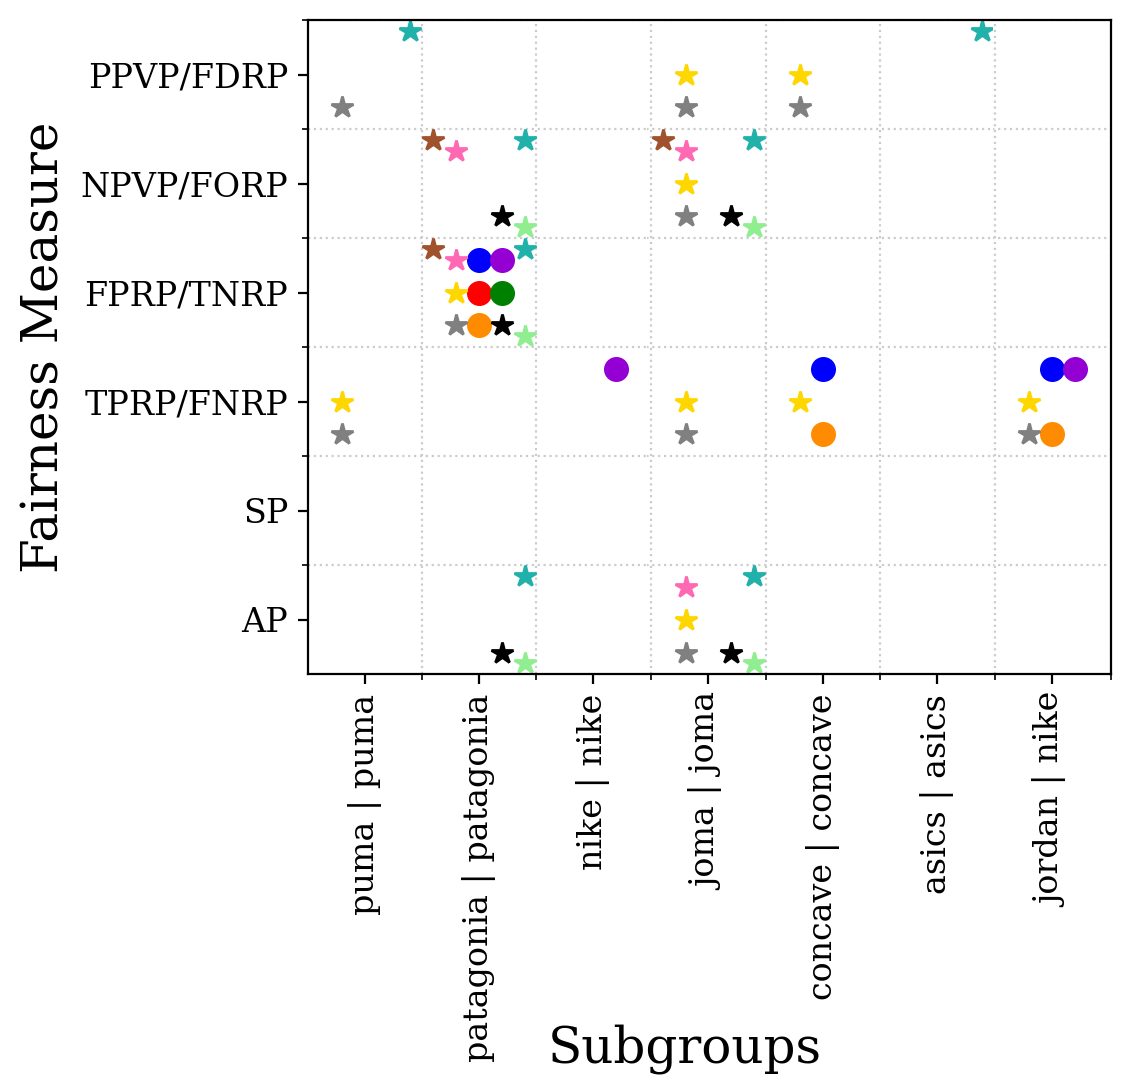 Fairness Measure
PPVP/FDRP
NPVP/FORP
FPRP/TNRP
TPRP/FNRP
SP
AP
puma | puma
patagonia | patagonia
nike | nike
joma | joma
concave | concave
asics | asics
jordan | nike
Subgroups